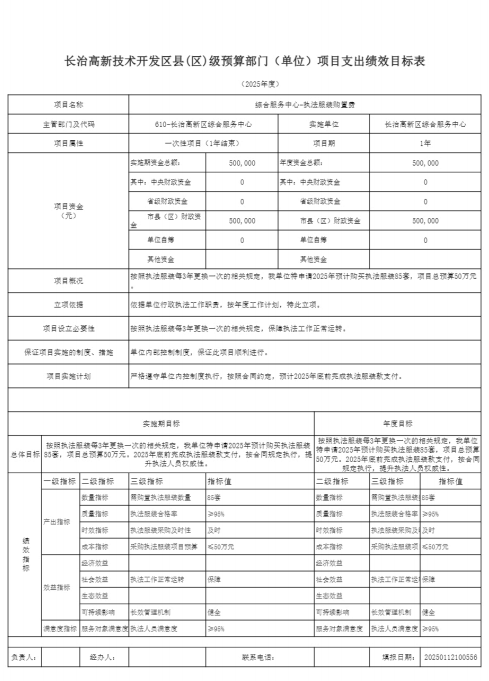 长治高新技术开发区县(区)级预算部门（单位）项目支出绩效目标表
（2025年度）
项目名称 综合服务中心-执法服装购置费
主管部门及代码 610-长治高新区综合服务中心 实施单位 长治高新区综合服务中心
项目属性 一次性项目（1年结束） 项目期 1年
项目资金（元）
实施期资金总额： 500,000 年度资金总额： 500,000
其中：中央财政资金 0 其中：中央财政资金 0
省级财政资金 0 省级财政资金 0
市县（区）财政资金 500,000 市县（区）财政资金 500,000
单位自筹 0 单位自筹 0
其他资金 其他资金
项目概况 按照执法服装每3年更换一次的相关规定，我单位特申请2025年预计购买执法服装85套，项目总预算50万元。
立项依据 依据单位行政执法工作职责，按年度工作计划，特此立项。
项目设立必要性 按照执法服装每3年更换一次的相关规定，保障执法工作正常运转。
保证项目实施的制度、措施 单位内部控制制度，保证此项目顺利进行。
项目实施计划 严格遵守单位内控制度执行，按照合同约定，预计2025年底前完成执法服装款支付。
实施期目标 年度目标
总体目标
按照执法服装每3年更换一次的相关规定，我单位特申请2025年预计购买执法服装85套，项目总预算50万元。2025年底前完成执法服装款支付，按合同规定执行，提升执法人员权威性。
按照执法服装每3年更换一次的相关规定，我单位特申请2025年预计购买执法服装85套，项目总预算50万元。2025年底前完成执法服装款支付，按合同规定执行，提升执法人员权威性。
绩效指标
一级指标 二级指标 三级指标 指标值 二级指标 三级指标 指标值
产出指标
数量指标 需购置执法服装数量 85套 数量指标 需购置执法服装 85套
质量指标 执法服装合格率 ≥98% 质量指标 执法服装合格率 ≥98%
时效指标 执法服装采购及时性 及时 时效指标 执法服装采购及 及时
成本指标 采购执法服装项目预算 ≤50万元 成本指标 采购执法服装项 ≤50万元
效益指标
经济效益 经济效益
社会效益 执法工作正常运转 保障 社会效益 执法工作正常运 保障
生态效益 生态效益
可持续影响 长效管理机制 健全 可持续影响 长效管理机制 健全
满意度指标 服务对象满意度 执法人员满意度 ≥95% 服务对象满意度 执法人员满意度 ≥95%
负责人： 经办人： 联系电话： 填报日期： 20250112100556